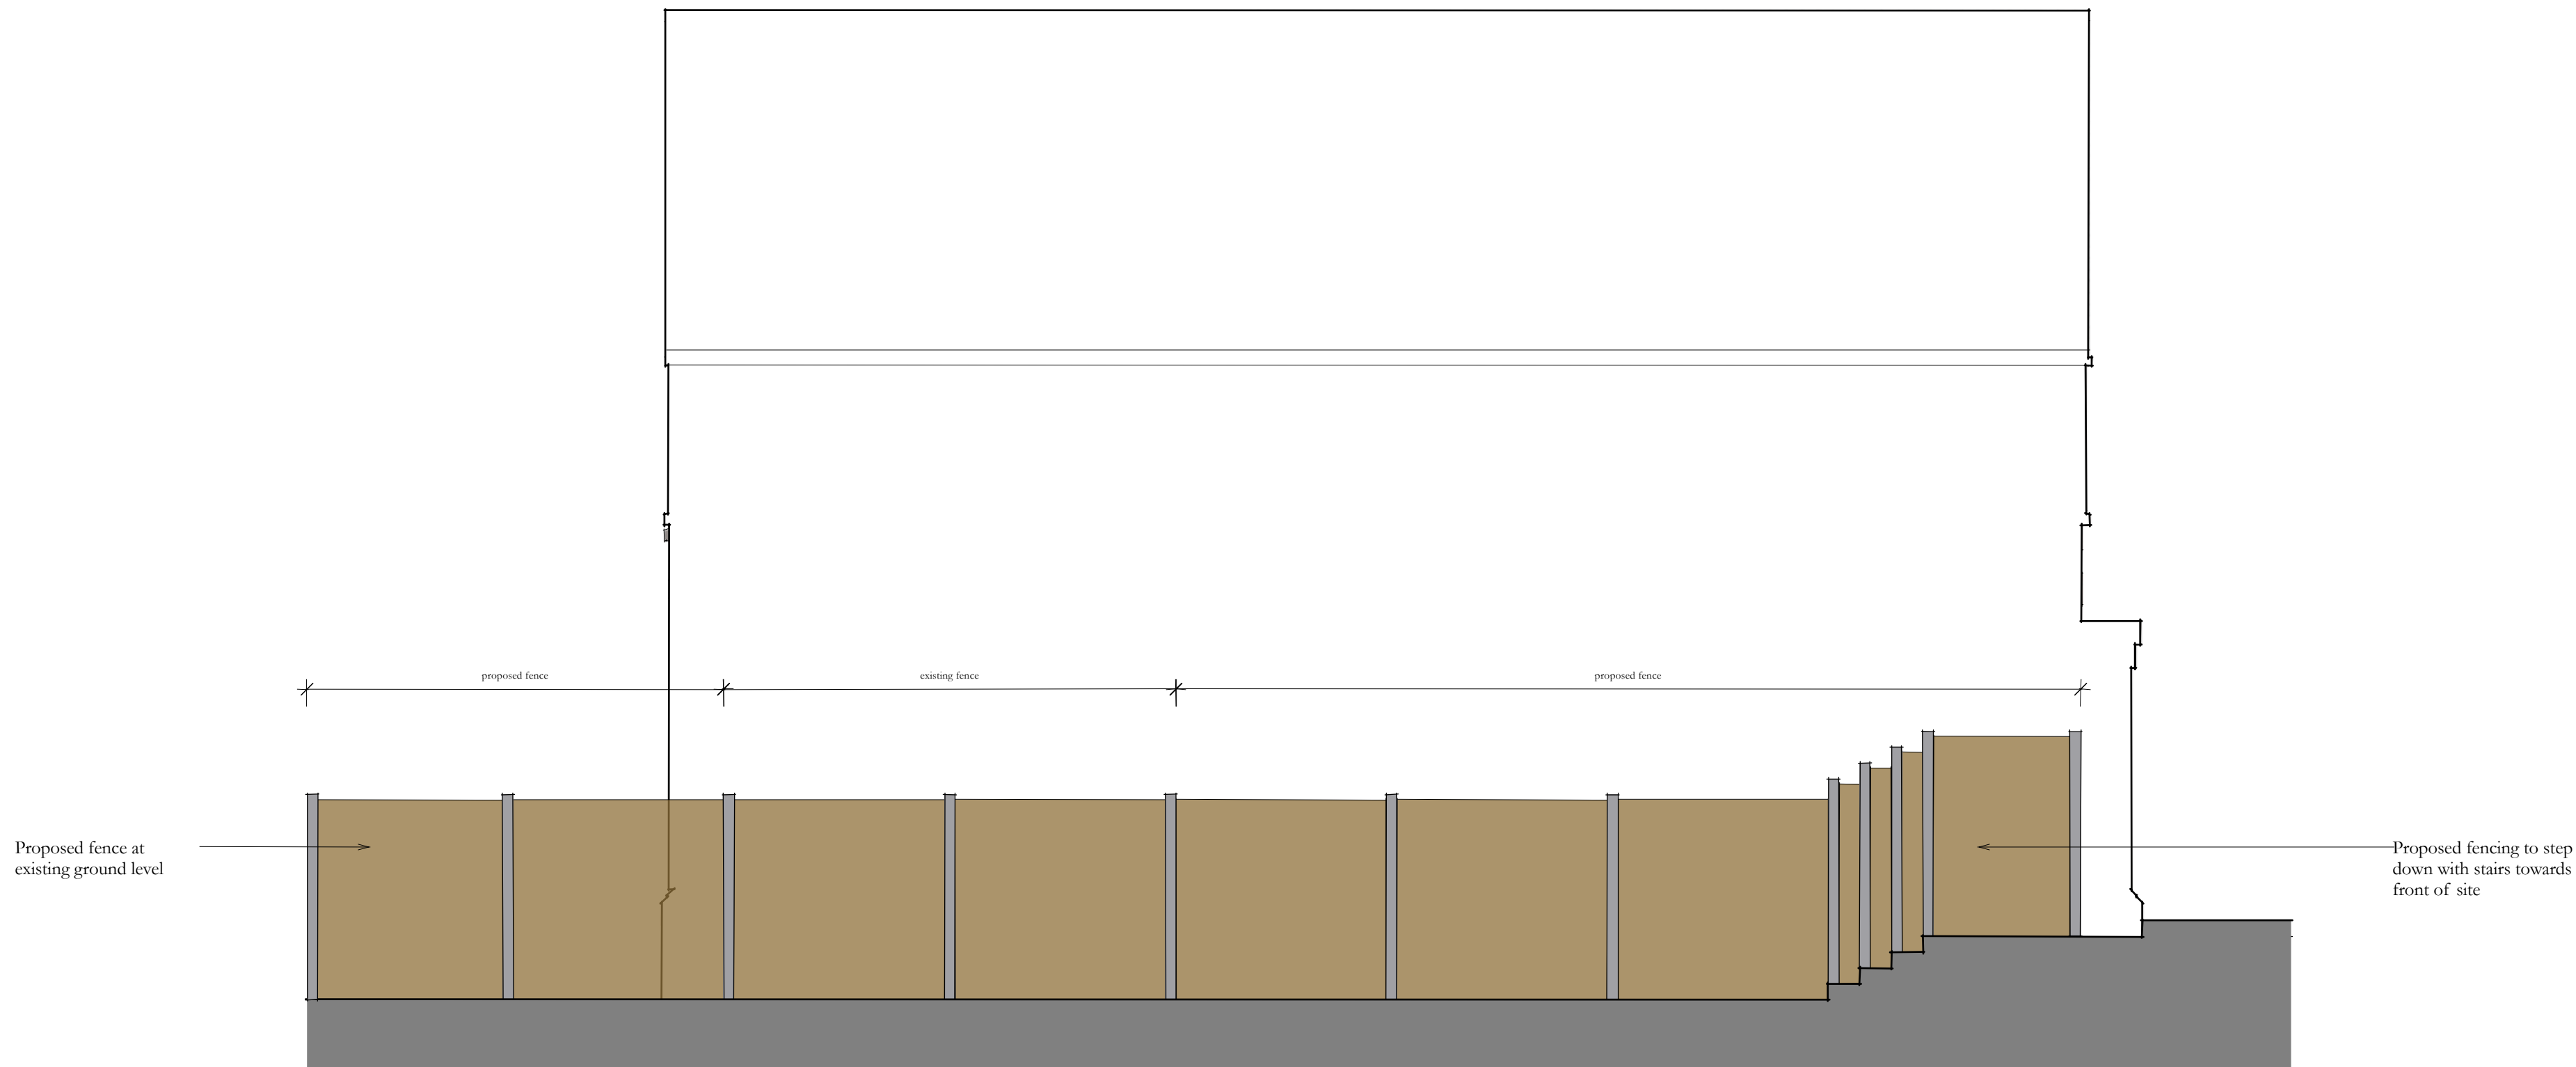 proposed fence
existing fence
proposed fence
Proposed fence at
existing ground level
Proposed fencing to step
down with stairs towards
front of site